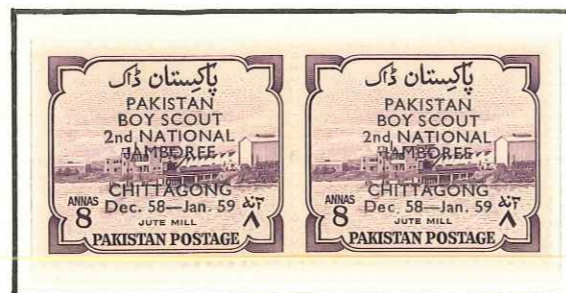 پاکستان ڈاک
PAKISTAN
BOY SCOUT
2nd NATIONAL
JAMBOREE
CHITTAGONG
ANNAS 8 Dec. 58—Jan. 59 ۸ آنہ
JUTE MILL
PAKISTAN POSTAGE
پاکستان ڈاک
PAKISTAN
BOY SCOUT
2nd NATIONAL
JAMBOREE
CHITTAGONG
ANNAS 8 Dec. 58—Jan. 59 ۸ آنہ
JUTE MILL
PAKISTAN POSTAGE